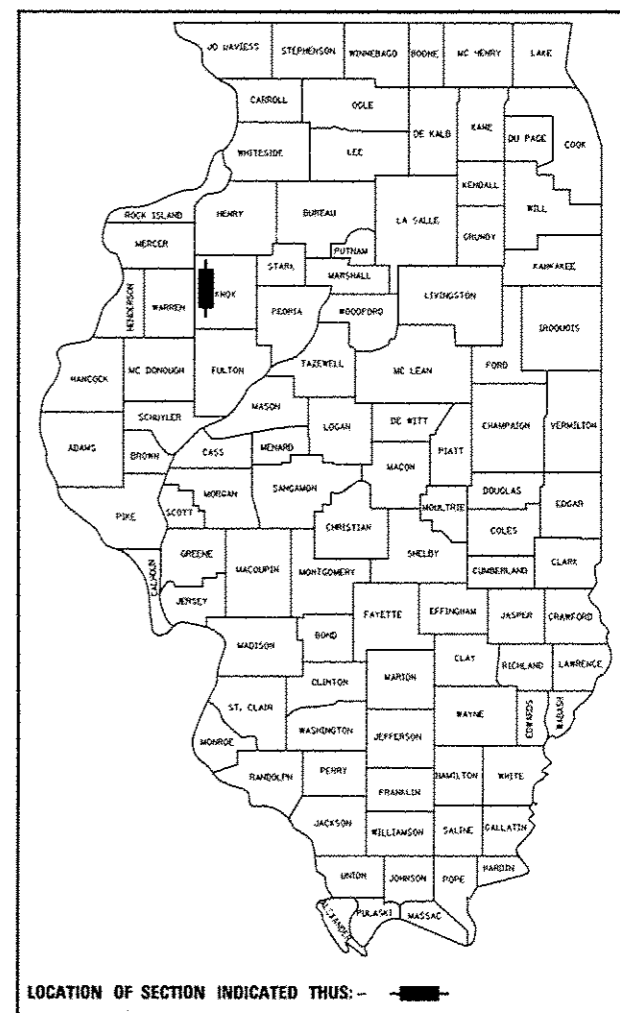 JO DAVIESS STEPHENSON WINNEBAGO BOONE MC HENRY LAKE
CARROLL OGLE DE KALB KANE DU PAGE COOK
WHITESIDE LEE
KENDALL
ROCK ISLAND HENRY BUREAU LA SALLE GRUNDY WILL
MERCER PUTNAM
STARK MARSHALL KANKAKEE
HENDERSON WARREN KNOX PEORIA WOODFORD LIVINGSTON
IROQUOIS
HANCOCK MC DONOUGH FULTON TAZEWELL MC LEAN FORD
SCHUYLER MASON
ADAMS BROWN CASS MENARD LOGAN DE WITT PIATT CHAMPAIGN VERMILION
MACON
PIKE SCOTT MORGAN SANGAMON CHRISTIAN MOULTRIE DOUGLAS EDGAR
COLES
GREENE SHELBY
CALHOUN JERSEY MACOUPIN MONTGOMERY CUMBERLAND CLARK
FAYETTE EFFINGHAM JASPER CRAWFORD
MADISON BOND
CLINTON MARION CLAY RICHLAND LAWRENCE
ST. CLAIR WASHINGTON JEFFERSON WAYNE EDWARDS WABASH
MONROE
RANDOLPH PERRY FRANKLIN HAMILTON WHITE
JACKSON WILLIAMSON SALINE GALLATIN
UNION JOHNSON POPE HARDIN
ALEXANDER PULASKI MASSAC
LOCATION OF SECTION INDICATED THUS:-